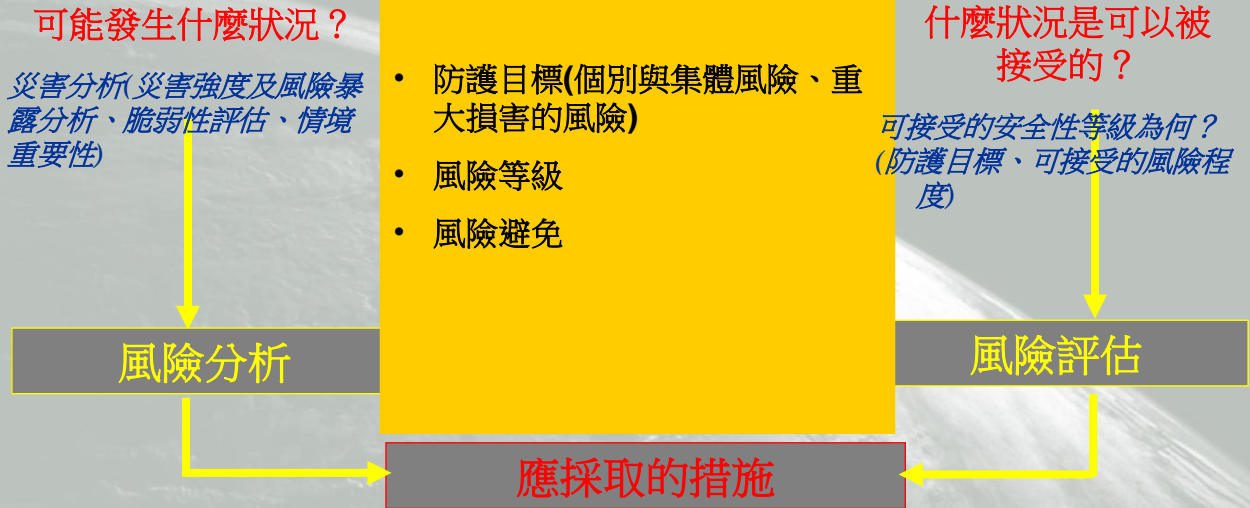 可能發生什麼狀況？
災害分析(災害強度及風險暴
露分析、脆弱性評估、情境
重要性)
風險分析
• 防護目標(個別與集體風險、重
大損害的風險)
• 風險等級
• 風險避免
什麼狀況是可以被
接受的？
可接受的安全性等級為何？
(防護目標、可接受的風險程
度)
風險評估
應採取的措施